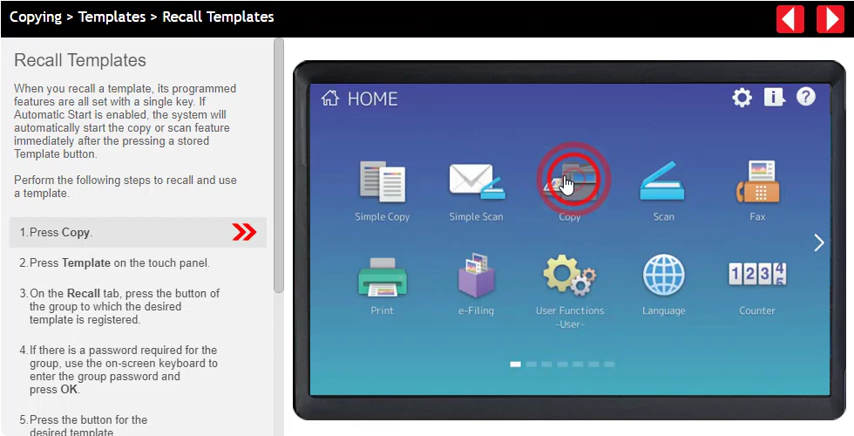 Copying > Templates > Recall Templates
Recall Templates
When you recall a template, its programmed
features are all set with a single key. If
Automatic Start is enabled, the system will
automatically start the copy or scan feature
immediately after the pressing a stored
Template button.
Perform the following steps to recall and use
a template.
1. Press Copy.
2. Press Template on the touch panel.
3. On the Recall tab, press the button of
the group to which the desired
template is registered.
4. If there is a password required for the
group, use the on-screen keyboard to
enter the group password and
press OK.
5. Press the button for the
desired template
HOME
i
?
Simple Copy
Simple Scan
Copy
Scan
Fax
Print
e-Filing
User Functions
-User-
Language
12345
Counter